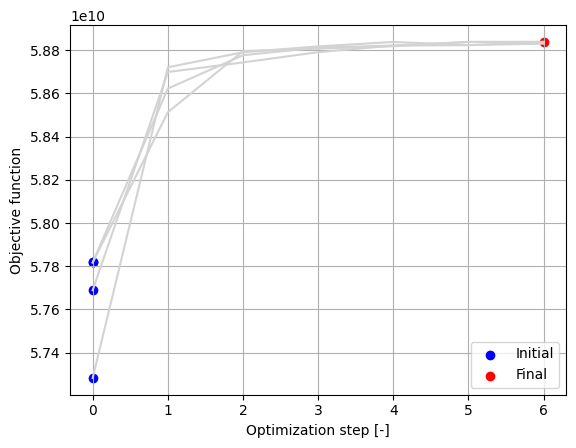 1e10
5.88
5.86
5.84
5.82
5.80
5.78
5.76
5.74
Objective function
Initial
Final
0 1 2 3 4 5 6
Optimization step [-]